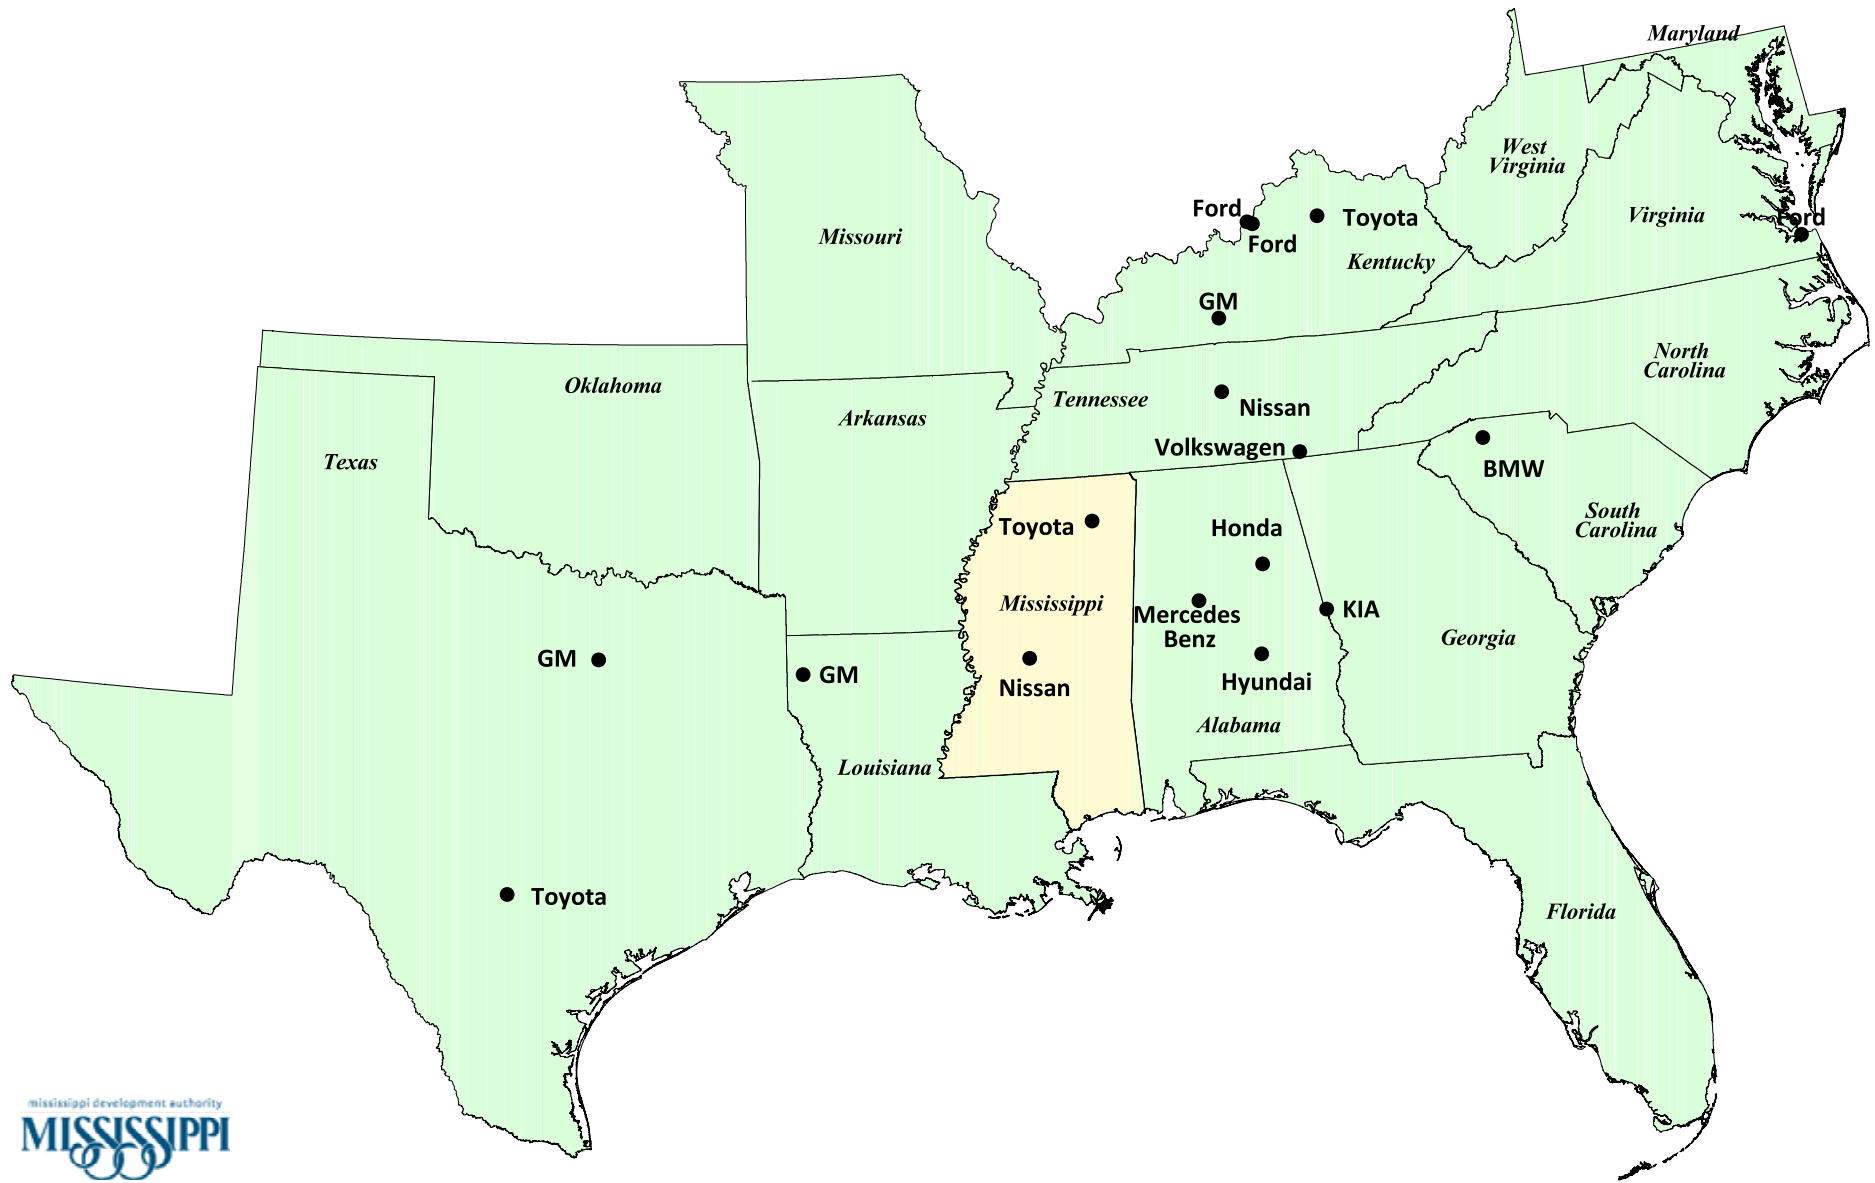 Maryland
West
Virginia
Missouri
Ford
Ford
Toyota
Virginia
Ford
Kentucky
GM
North
Carolina
Oklahoma
Arkansas
Tennessee
Nissan
Volkswagen
BMW
Texas
South
Carolina
Toyota
Honda
Mississippi
Mercedes
Benz
KIA
Georgia
GM
GM
Nissan
Hyundai
Alabama
Louisiana
Toyota
Florida
mississippi development authority
MISSISSIPPI